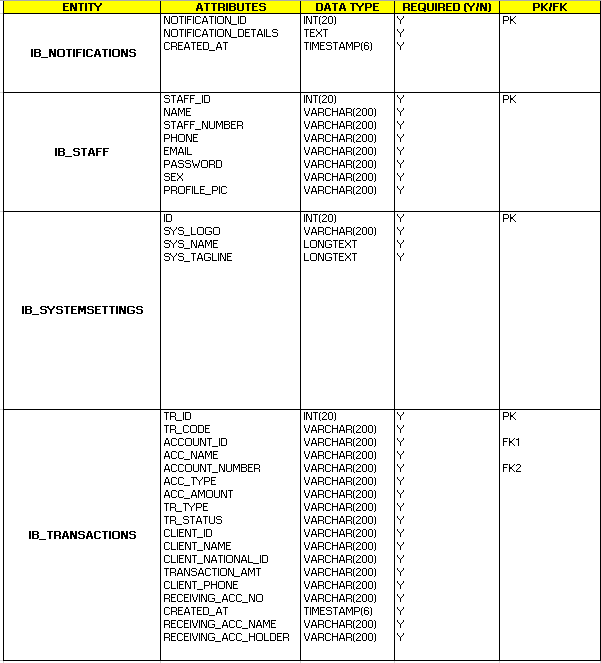 ENTITY ATTRIBUTES DATA TYPE REQUIRED (Y/N) PK/FK
IB_NOTIFICATIONS
NOTIFICATION_ID INT(20) Y PK
NOTIFICATION_DETAILS TEXT Y
CREATED_AT TIMESTAMP(6) Y
IB_STAFF
STAFF_ID INT(20) Y PK
NAME VARCHAR(200) Y
STAFF_NUMBER VARCHAR(200) Y
PHONE VARCHAR(200) Y
EMAIL VARCHAR(200) Y
PASSWORD VARCHAR(200) Y
SEX VARCHAR(200) Y
PROFILE_PIC VARCHAR(200) Y
IB_SYSTEMSETTINGS
ID INT(20) Y PK
SYS_LOGO VARCHAR(200) Y
SYS_NAME LONGTEXT Y
SYS_TAGLINE LONGTEXT Y
IB_TRANSACTIONS
TR_ID INT(20) Y PK
TR_CODE VARCHAR(200) Y
ACCOUNT_ID VARCHAR(200) Y FK1
ACC_NAME VARCHAR(200) Y
ACCOUNT_NUMBER VARCHAR(200) Y FK2
ACC_TYPE VARCHAR(200) Y
ACC_AMOUNT VARCHAR(200) Y
TR_TYPE VARCHAR(200) Y
TR_STATUS VARCHAR(200) Y
CLIENT_ID VARCHAR(200) Y
CLIENT_NAME VARCHAR(200) Y
CLIENT_NATIONAL_ID VARCHAR(200) Y
TRANSACTION_AMT VARCHAR(200) Y
CLIENT_PHONE VARCHAR(200) Y
RECEIVING_ACC_NO VARCHAR(200) Y
CREATED_AT TIMESTAMP(6) Y
RECEIVING_ACC_NAME VARCHAR(200) Y
RECEIVING_ACC_HOLDER VARCHAR(200) Y